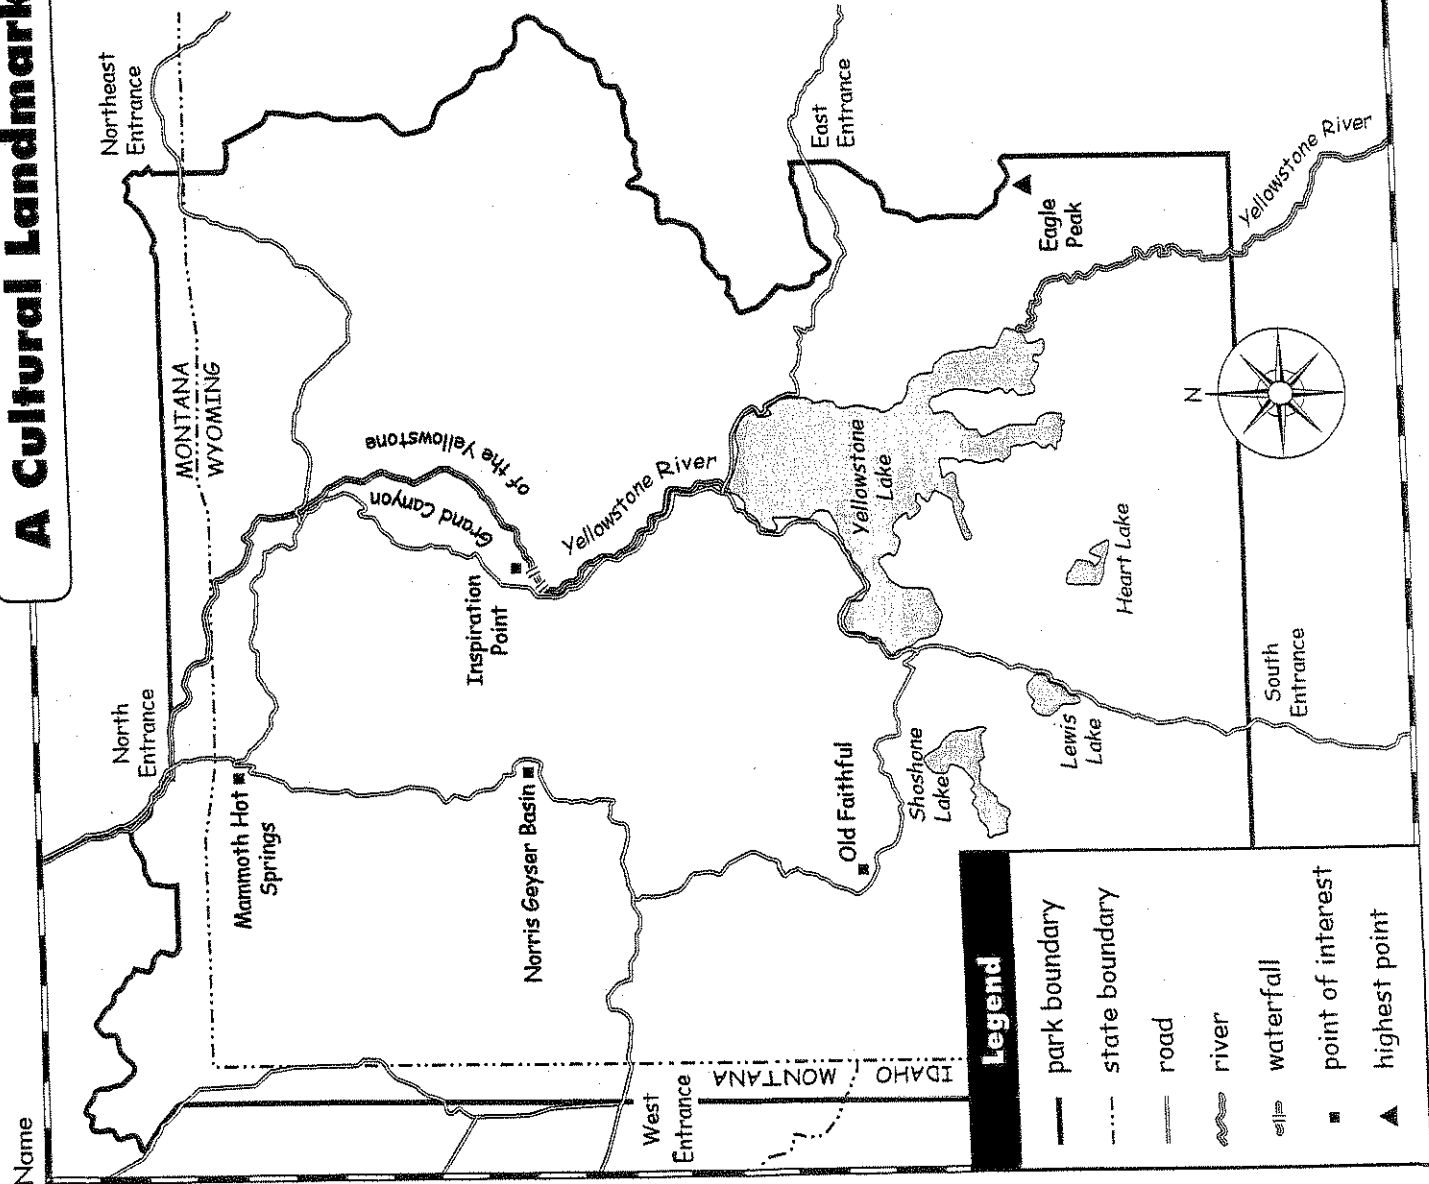 Name
A Cultural Landmark
Northeast
Entrance
North
Entrance
MONTANA
WYOMING
Mammoth Hot
Springs
Grand Canyon
of the Yellowstone
Inspiration
Point
Norris Geyser Basin
Yellowstone River
East
Entrance
West
Entrance
MONTANA
IDAHO
Old Faithful
Yellowstone
Lake
Shoshone
Lake
Lewis
Lake
Heart Lake
Eagle
Peak
Yellowstone River
South
Entrance
N
Legend
park boundary
state boundary
road
river
waterfall
point of interest
highest point